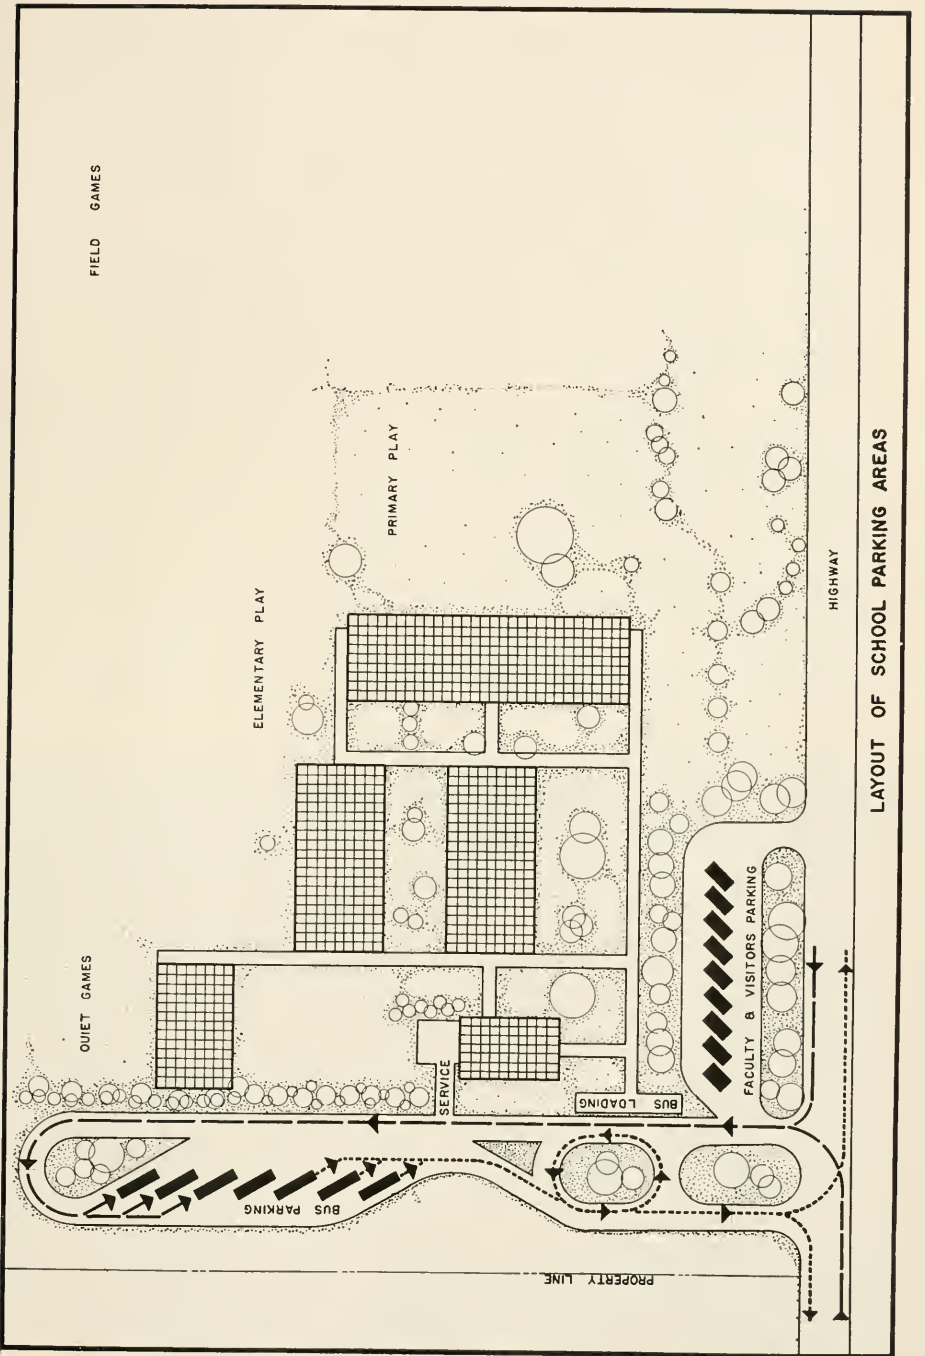 FIELD GAMES
PRIMARY PLAY
ELEMENTARY PLAY
QUIET GAMES
SERVICE
BUS LOADING
BUS PARKING
FACULTY & VISITORS PARKING
PROPERTY LINE
HIGHWAY
LAYOUT OF SCHOOL PARKING AREAS